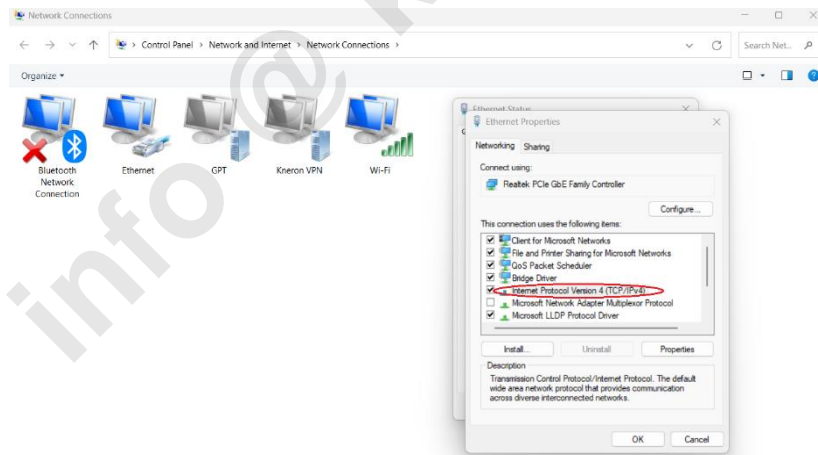 Network Connections
Control Panel > Network and Internet > Network Connections >
Search Net...
Organize
Bluetooth Network Connection
Ethernet
GPT
Kneron VPN
Wi-Fi
Ethernet Status
Ethernet Properties
Networking Sharing
Connect using:
Realtek PCIe GbE Family Controller
Configure...
This connection uses the following items:
Client for Microsoft Networks
File and Printer Sharing for Microsoft Networks
QoS Packet Scheduler
Bridge Driver
Internet Protocol Version 4 (TCP/IPv4)
Microsoft Network Adapter Multiplexor Protocol
Microsoft LLDP Protocol Driver
Install... Uninstall Properties
Description
Transmission Control Protocol/Internet Protocol. The default
wide area network protocol that provides communication
across diverse interconnected networks.
OK Cancel
info @ k